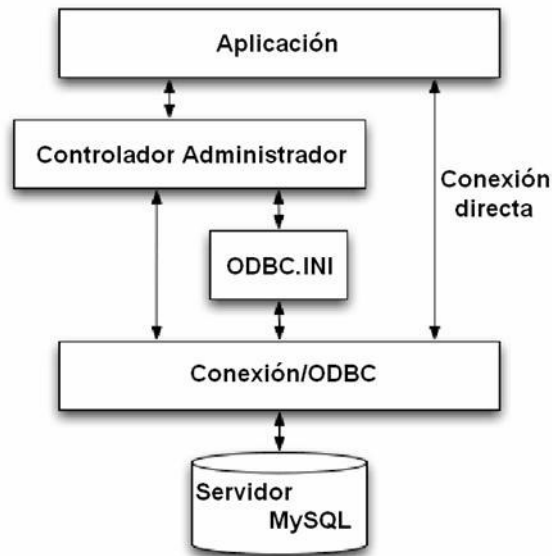 Aplicación
Controlador Administrador
Conexión
directa
ODBC.INI
Conexión/ODBC
Servidor
MySQL